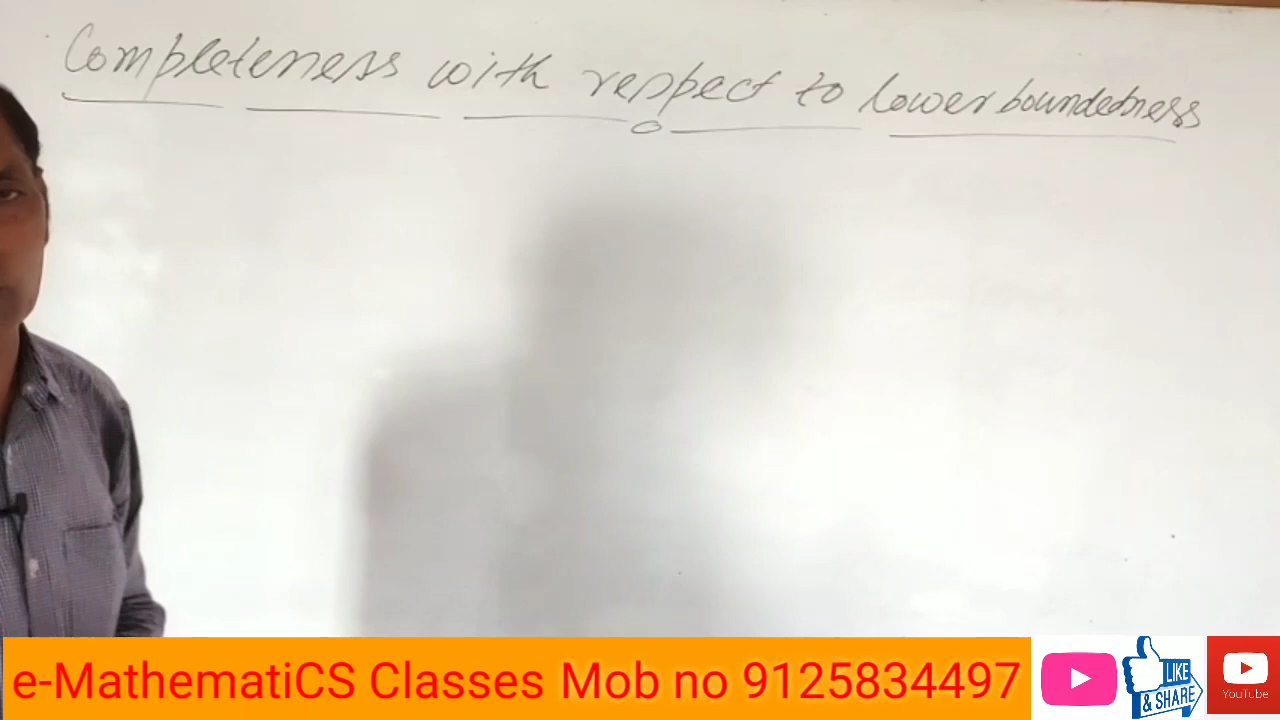 Completeness with respect to lower boundedness
e-MathematiCS Classes Mob no 9125834497
LIKE
& SHARE
YouTube